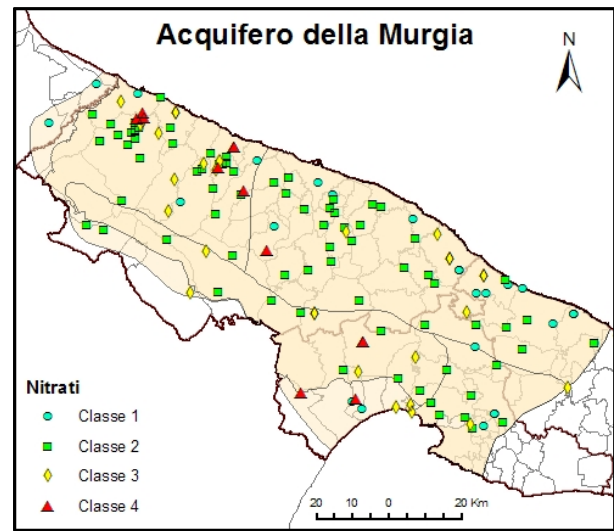 Acquifero della Murgia
N
Nitrati
Classe 1
Classe 2
Classe 3
Classe 4
20 10 0 20 Km